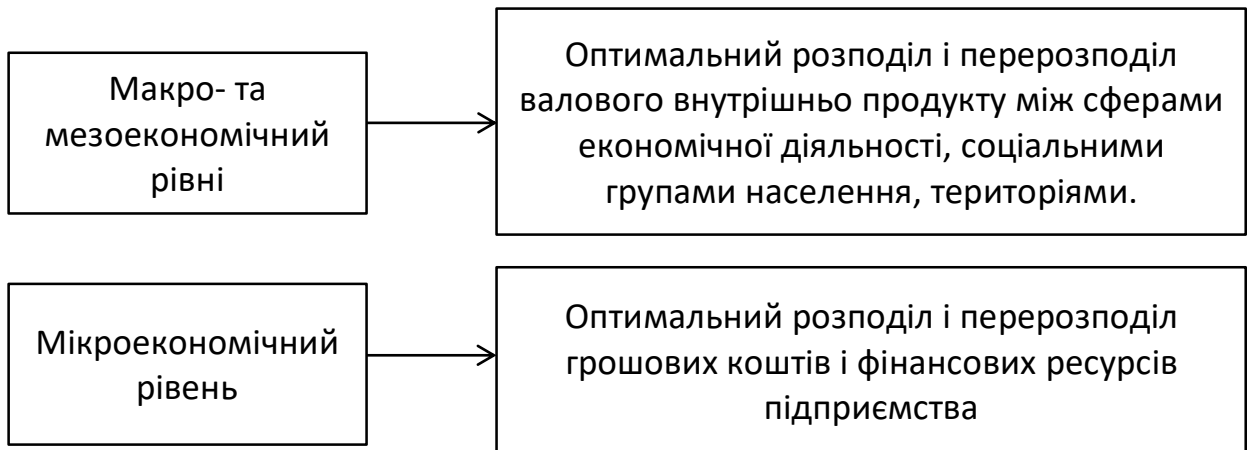 Макро- та
мезоекономічний
рівні
Оптимальний розподіл і перерозподіл
валового внутрішньо продукту між сферами
економічної діяльності, соціальними
групами населення, територіями.
Мікроекономічний
рівень
Оптимальний розподіл і перерозподіл
грошових коштів і фінансових ресурсів
підприємства